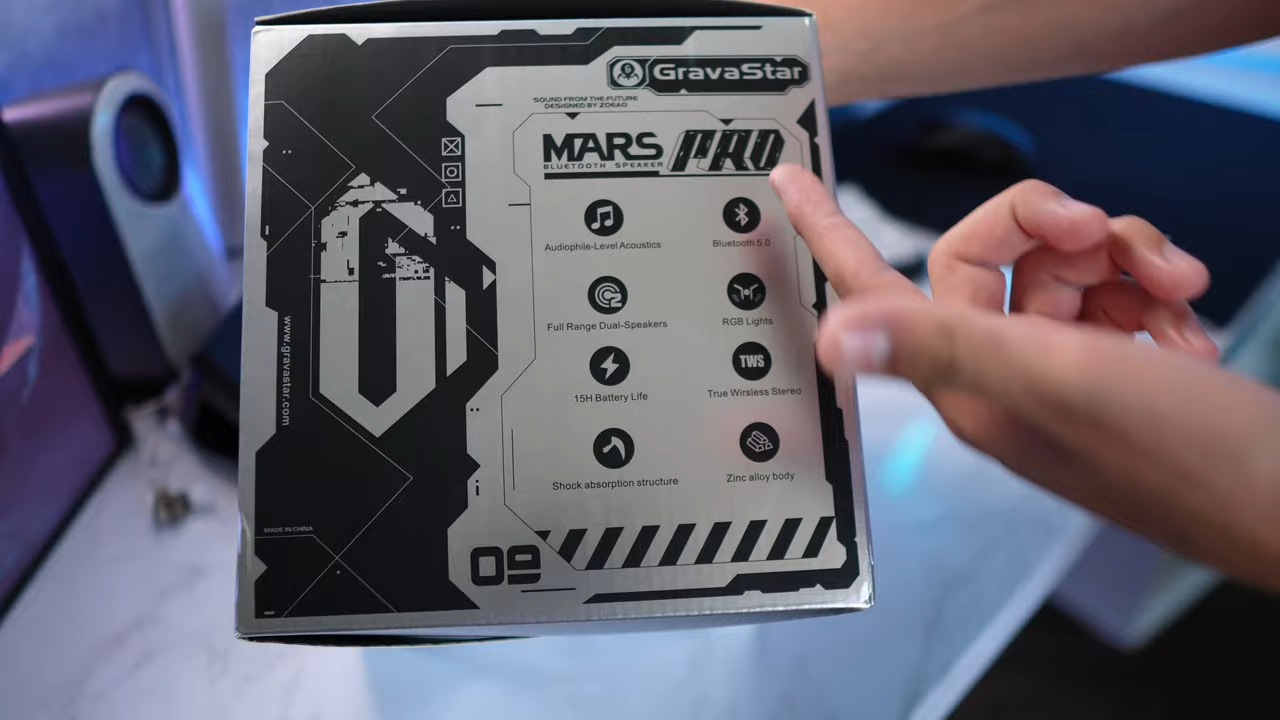 GravaStar
SOUND FROM THE FUTURE
DESIGNED BY ZOEAO
MARS PRO
BLUETOOTH SPEAKER
Audiophile-Level Acoustics
Bluetooth 5.0
Full Range Dual-Speakers
RGB Lights
15H Battery Life
TWS
True Wirsless Stereo
Shock absorption structure
Zinc alloy body
www.gravastar.com
MADE IN CHINA
09